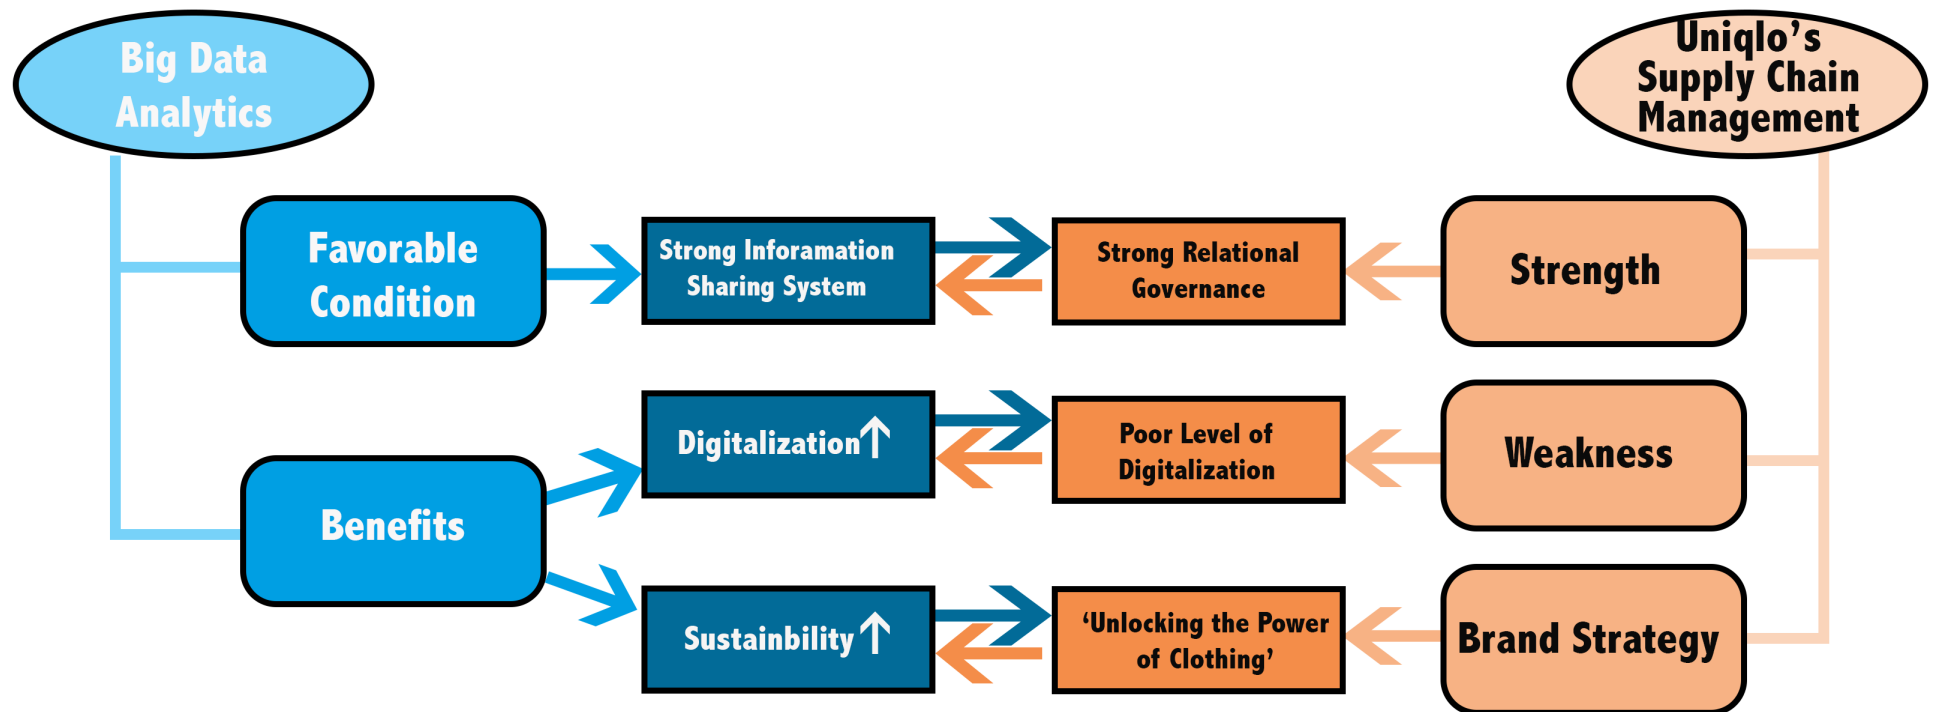 Big Data
Analytics
Uniqlo's
Supply Chain
Management
Favorable
Condition
Strong Inforamation
Sharing System
Strong Relational
Governance
Strength
Digitalization↑
Poor Level of
Digitalization
Weakness
Benefits
Sustainbility↑
‘Unlocking the Power
of Clothing’
Brand Strategy